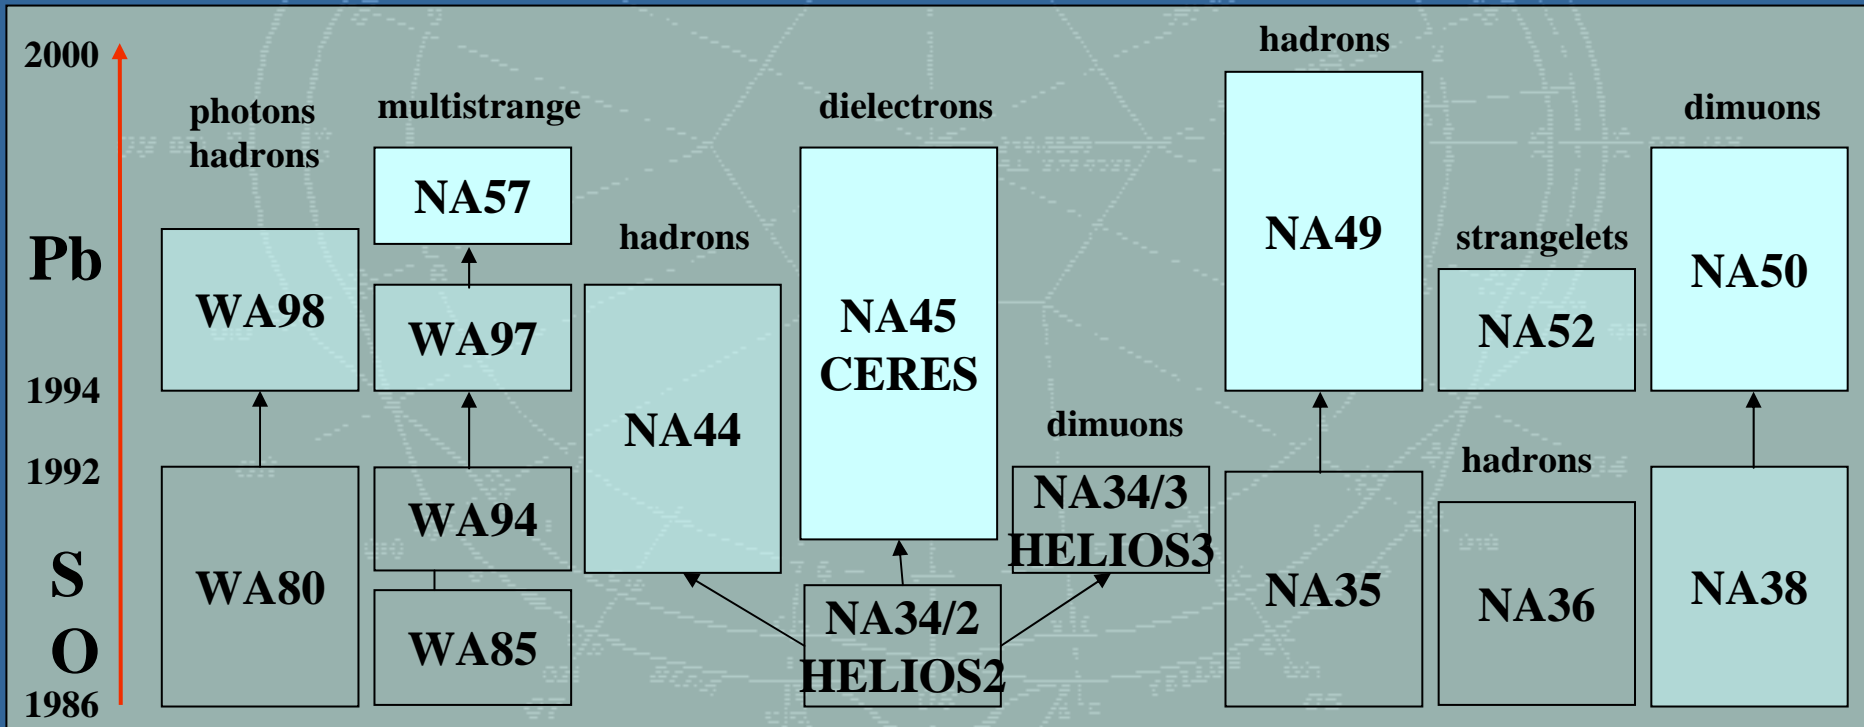 2000
Pb
1994
1992
S
O
1986
photons
hadrons
WA98
WA80
multistrange
NA57
WA97
WA94
WA85
hadrons
NA44
dielectrons
NA45
CERES
NA34/2
HELIOS2
dimuons
NA34/3
HELIOS3
hadrons
NA49
NA35
strangelets
NA52
hadrons
NA36
dimuons
NA50
NA38